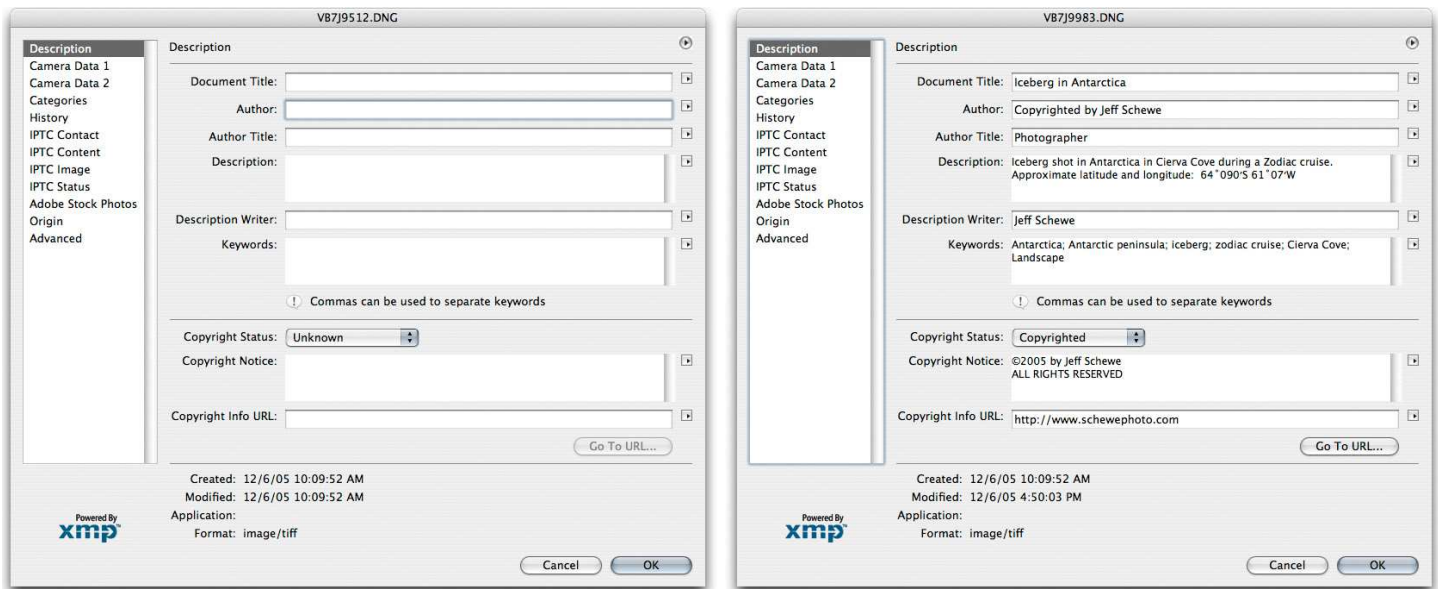 VB7J9512.DNG
Description
Camera Data 1
Camera Data 2
Categories
History
IPTC Contact
IPTC Content
IPTC Image
IPTC Status
Adobe Stock Photos
Origin
Advanced
Description
Document Title:
Author:
Author Title:
Description:
Description Writer:
Keywords:
! Commas can be used to separate keywords
Copyright Status: Unknown
Copyright Notice:
Copyright Info URL:
Go To URL...
Created: 12/6/05 10:09:52 AM
Modified: 12/6/05 10:09:52 AM
Application:
Format: image/tiff
Powered By
xmp™
Cancel OK
VB7J9983.DNG
Description
Camera Data 1
Camera Data 2
Categories
History
IPTC Contact
IPTC Content
IPTC Image
IPTC Status
Adobe Stock Photos
Origin
Advanced
Description
Document Title: Iceberg in Antarctica
Author: Copyrighted by Jeff Schewe
Author Title: Photographer
Description: Iceberg shot in Antarctica in Cierva Cove during a Zodiac cruise.
Approximate latitude and longitude: 64˚090'S 61˚07'W
Description Writer: Jeff Schewe
Keywords: Antarctica; Antarctic peninsula; iceberg; zodiac cruise; Cierva Cove;
Landscape
! Commas can be used to separate keywords
Copyright Status: Copyrighted
Copyright Notice: ©2005 by Jeff Schewe
ALL RIGHTS RESERVED
Copyright Info URL: http://www.schewephoto.com
Go To URL...
Created: 12/6/05 10:09:52 AM
Modified: 12/6/05 4:50:03 PM
Application:
Format: image/tiff
Powered By
xmp™
Cancel OK